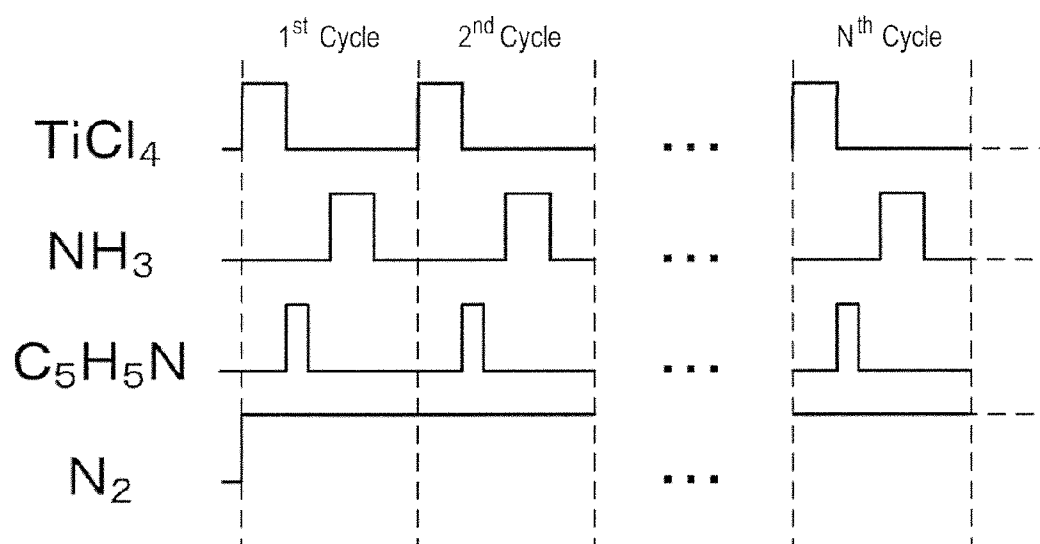 1st Cycle 2nd Cycle Nth Cycle
TiCl4
NH3
C5H5N
N2